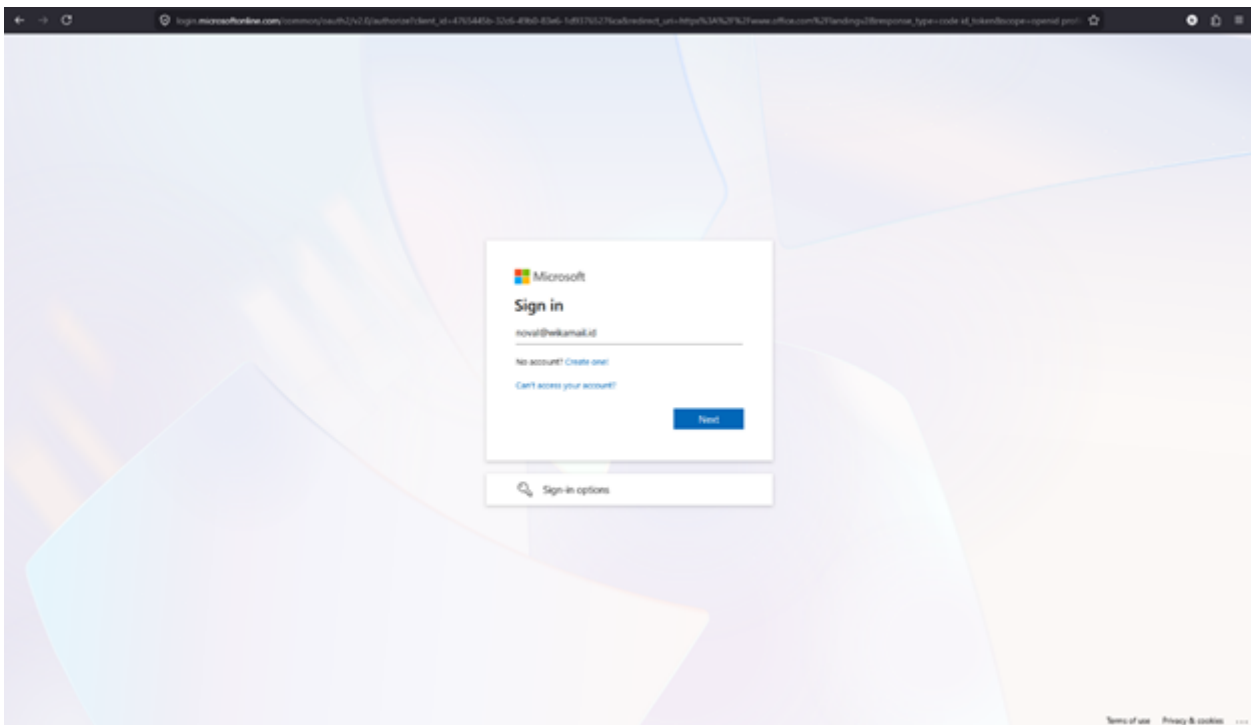 Microsoft
Sign in
noval@wikamail.id
No account? Create one!
Can't access your account?
Next
Sign-in options
Terms of use Privacy & cookies ...